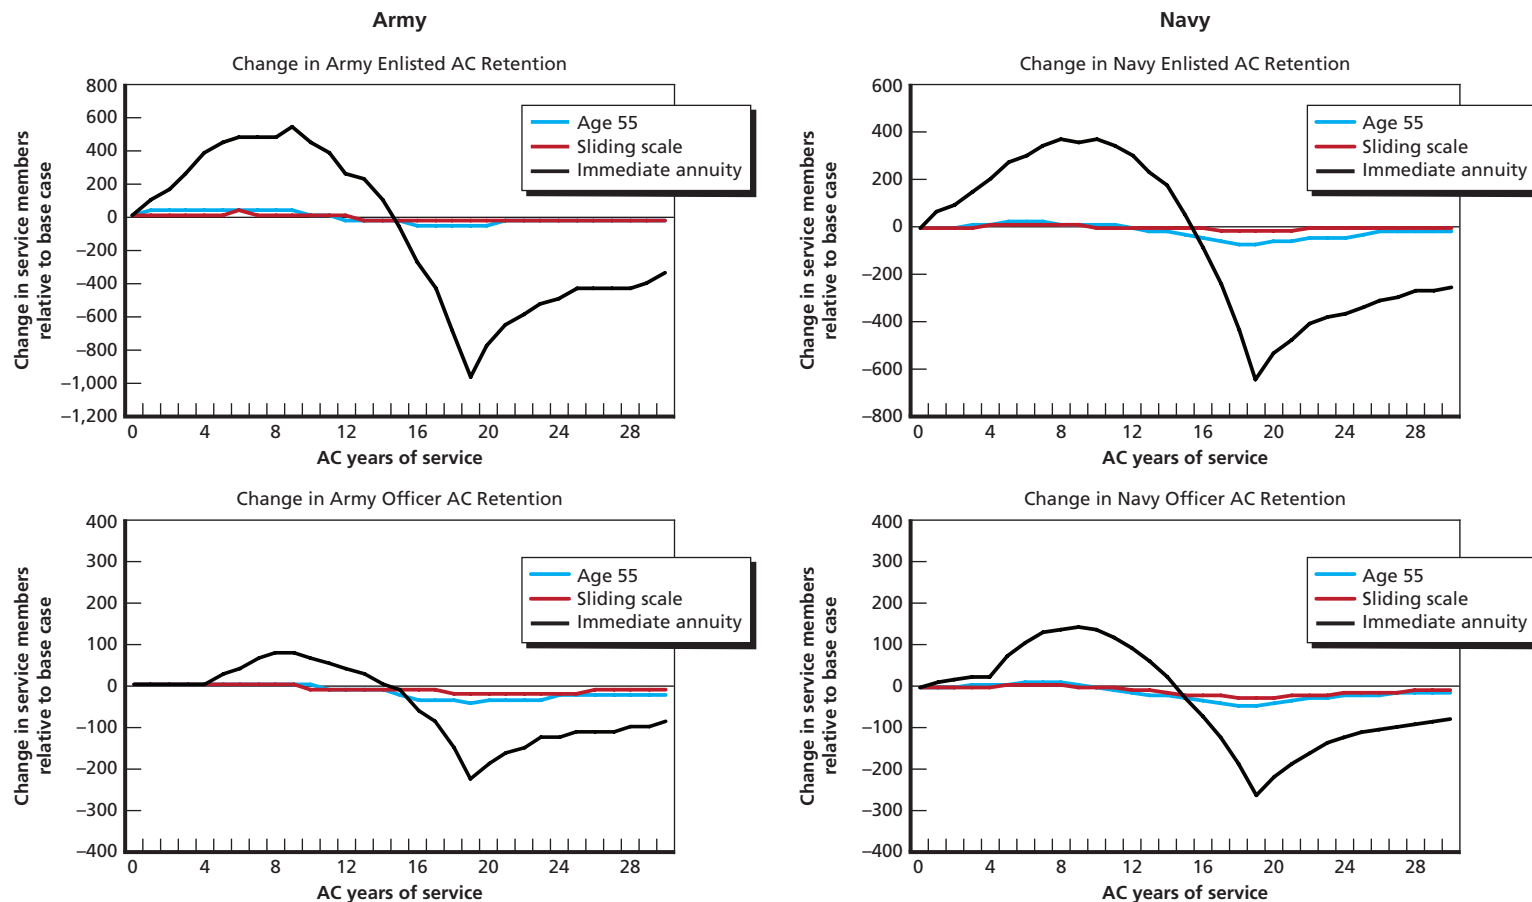 Army
Change in Army Enlisted AC Retention
Change in service members
relative to base case
800
600
400
200
0
–200
–400
–600
–800
–1,000
–1,200
Age 55
Sliding scale
Immediate annuity
0 4 8 12 16 20 24 28
AC years of service
Navy
Change in Navy Enlisted AC Retention
Change in service members
relative to base case
600
400
200
0
–200
–400
–600
–800
Age 55
Sliding scale
Immediate annuity
0 4 8 12 16 20 24 28
AC years of service
Change in Army Officer AC Retention
Change in service members
relative to base case
400
300
200
100
0
–100
–200
–300
–400
Age 55
Sliding scale
Immediate annuity
0 4 8 12 16 20 24 28
AC years of service
Change in Navy Officer AC Retention
Change in service members
relative to base case
400
300
200
100
0
–100
–200
–300
–400
Age 55
Sliding scale
Immediate annuity
0 4 8 12 16 20 24 28
AC years of service